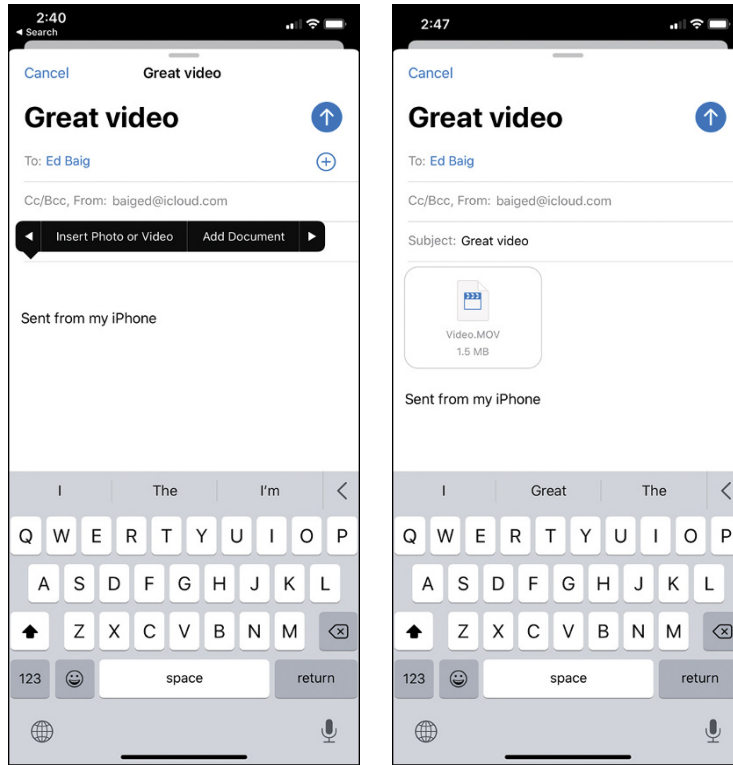 2:40
◀ Search
Cancel Great video
Great video
To: Ed Baig
Cc/Bcc, From: baiged@icloud.com
◀ Insert Photo or Video Add Document ▶
Sent from my iPhone
I The I'm
Q W E R T Y U I O P
A S D F G H J K L
Z X C V B N M
123 space return
2:47
Cancel
Great video
To: Ed Baig
Cc/Bcc, From: baiged@icloud.com
Subject: Great video
Video.MOV
1.5 MB
Sent from my iPhone
I Great The
Q W E R T Y U I O P
A S D F G H J K L
Z X C V B N M
123 space return